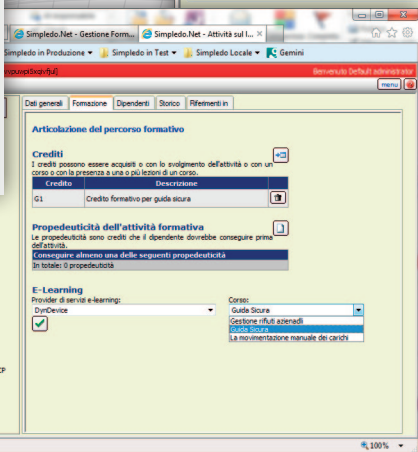 Simpledo.Net - Gestione Form...
Simpledo.Net - Attività sul l... ×
Simpledo in Produzione
Simpledo in Test
Simpledo Locale
Gemini
Benvenuto Default administrator
menu
Dati generali
Formazione
Dipendenti
Storico
Riferimenti in
Articolazione del percorso formativo
Crediti
I crediti possono essere acquisiti o con lo svolgimento dell'attività o con un
corso o con la presenza a una o più lezioni di un corso.
Credito Descrizione
G1 Credito formativo per guida sicura
Propedeuticità dell'attività formativa
Le propedeuticità sono crediti che il dipendente dovrebbe conseguire prima
dell'attività.
Conseguire almeno una delle seguenti propedeuticità
In totale: 0 propedeuticità
E-Learning
Provider di servizi e-learning: Corso:
DynDevice Guida Sicura
Gestione rifiuti azienadli
Guida Sicura
La movimentazione manuale dei carichi
100%